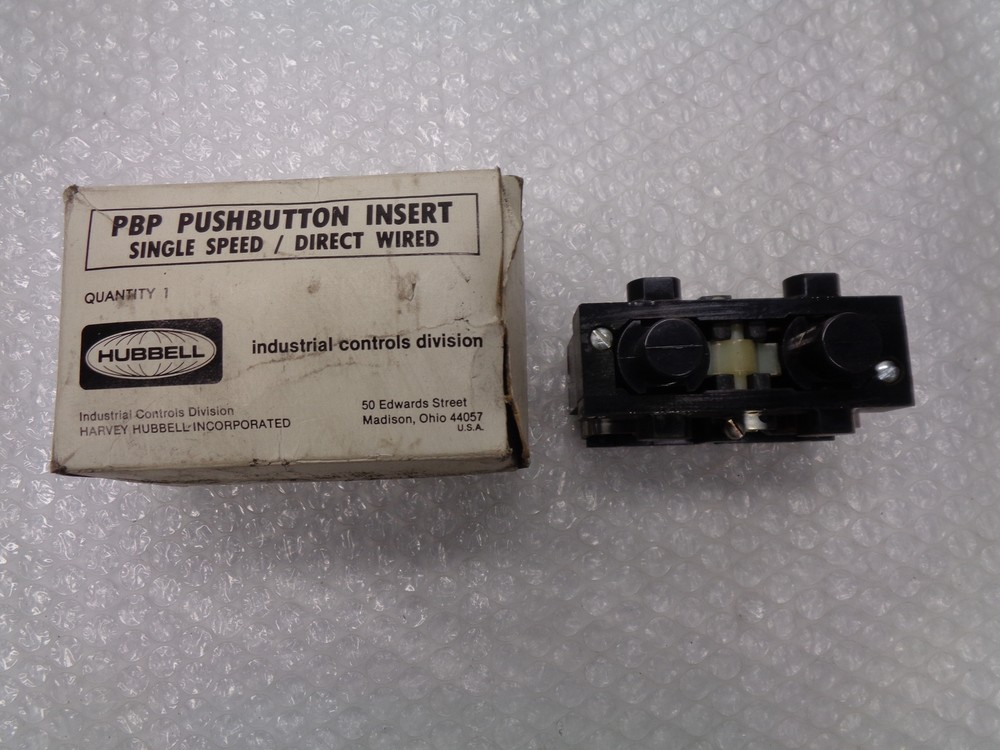 PBP PUSHBUTTON INSERT
SINGLE SPEED / DIRECT WIRED
QUANTITY 1
HUBBELL
industrial controls division
Industrial Controls Division
HARVEY HUBBELL INCORPORATED
50 Edwards Street
Madison, Ohio 44057
U.S.A.